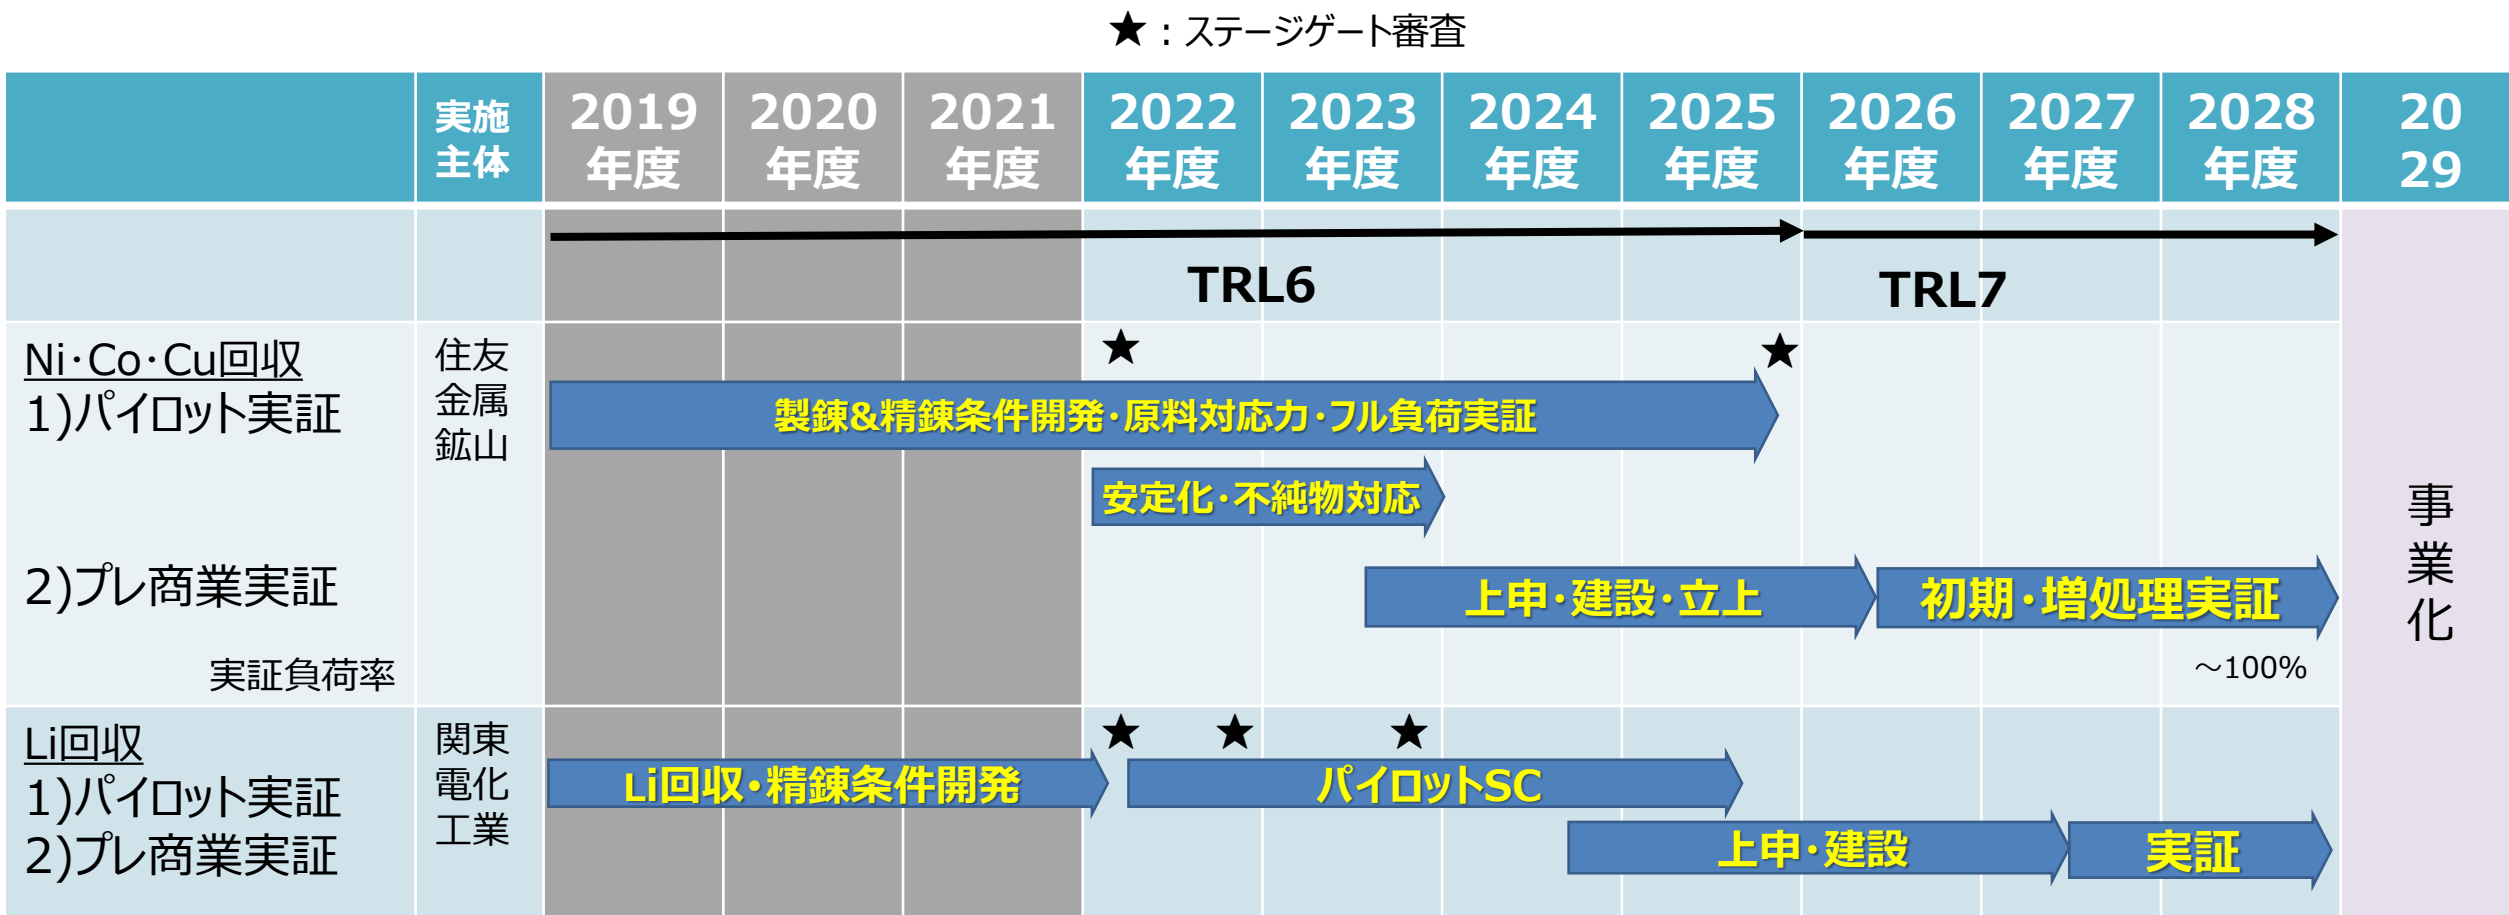 ★：ステージゲート審査
実施
主体
2019
年度
2020
年度
2021
年度
2022
年度
2023
年度
2024
年度
2025
年度
2026
年度
2027
年度
2028
年度
20
29
TRL6
TRL7
Ni･Co･Cu回収
1)パイロット実証
住友
金属
鉱山
★
★
製錬&精錬条件開発･原料対応力･フル負荷実証
安定化･不純物対応
2)プレ商業実証
上申･建設･立上
初期･増処理実証
実証負荷率
～100%
事
業
化
Li回収
1)パイロット実証
2)プレ商業実証
関東
電化
工業
★
★
★
Li回収･精錬条件開発
パイロットSC
上申･建設
実証